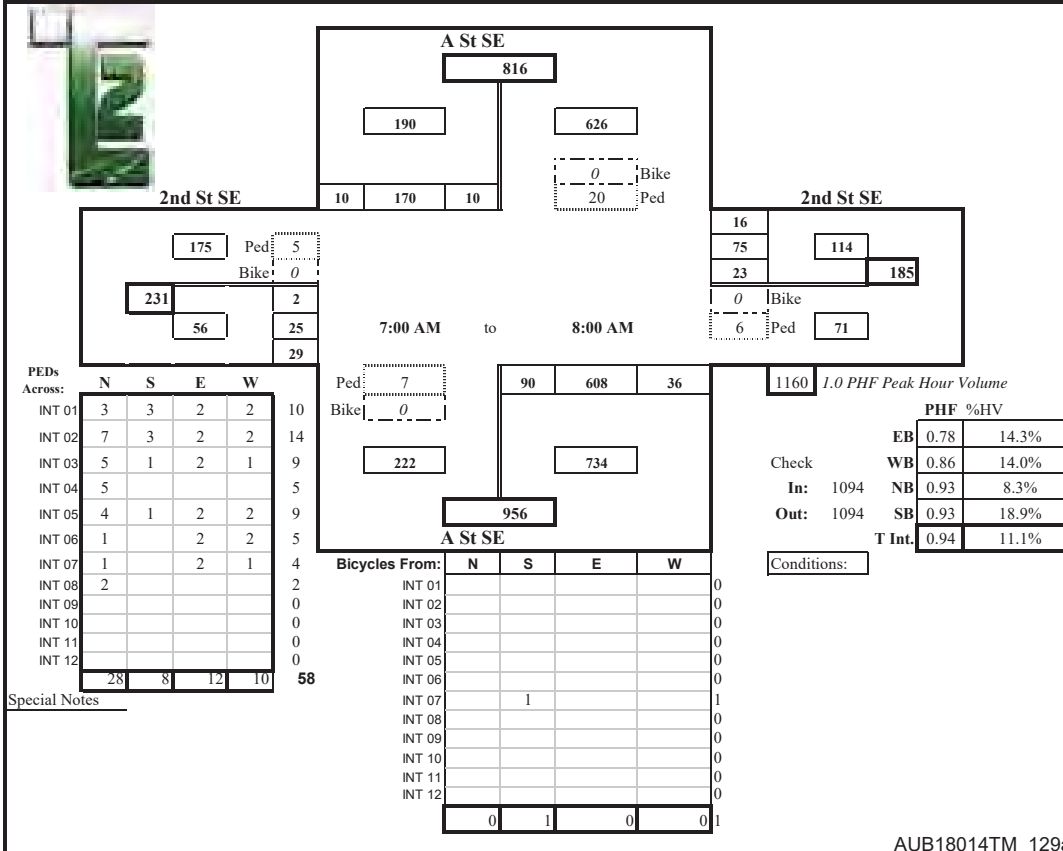 A St SE
816
190 626
0 Bike
20 Ped
2nd St SE 10 170 10 2nd St SE
16
175 Ped 5 75 114
Bike 0 23 185
231 2 0 Bike
56 25 7:00 AM to 8:00 AM 6 Ped 71
29
PEDs
Across: N S E W Ped 7 90 608 36 1160 1.0 PHF Peak Hour Volume
INT 01 3 3 2 2 10 Bike 0 PHF %HV
INT 02 7 3 2 2 14 EB 0.78 14.3%
INT 03 5 1 2 1 9 222 734 Check WB 0.86 14.0%
INT 04 5 5 In: 1094 NB 0.93 8.3%
INT 05 4 1 2 2 9 956 Out: 1094 SB 0.93 18.9%
INT 06 1 2 2 5 A St SE T Int. 0.94 11.1%
INT 07 1 2 1 4 Bicycles From: N S E W Conditions:
INT 08 2 2 INT 01 0
INT 09 0 INT 02 0
INT 10 0 INT 03 0
INT 11 0 INT 04 0
INT 12 0 INT 05 0
28 8 12 10 58 INT 06 0
Special Notes INT 07 1 1
INT 08 0
INT 09 0
INT 10 0
INT 11 0
INT 12 0
0 1 0 0 1